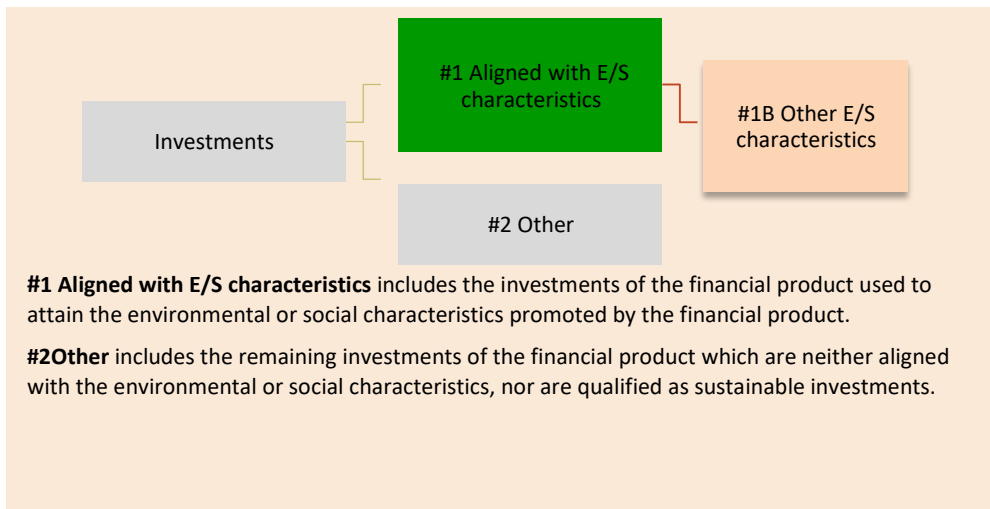 #1 Aligned with E/S
characteristics
#1B Other E/S
characteristics
Investments
#2 Other
#1 Aligned with E/S characteristics includes the investments of the financial product used to
attain the environmental or social characteristics promoted by the financial product.
#2Other includes the remaining investments of the financial product which are neither aligned
with the environmental or social characteristics, nor are qualified as sustainable investments.